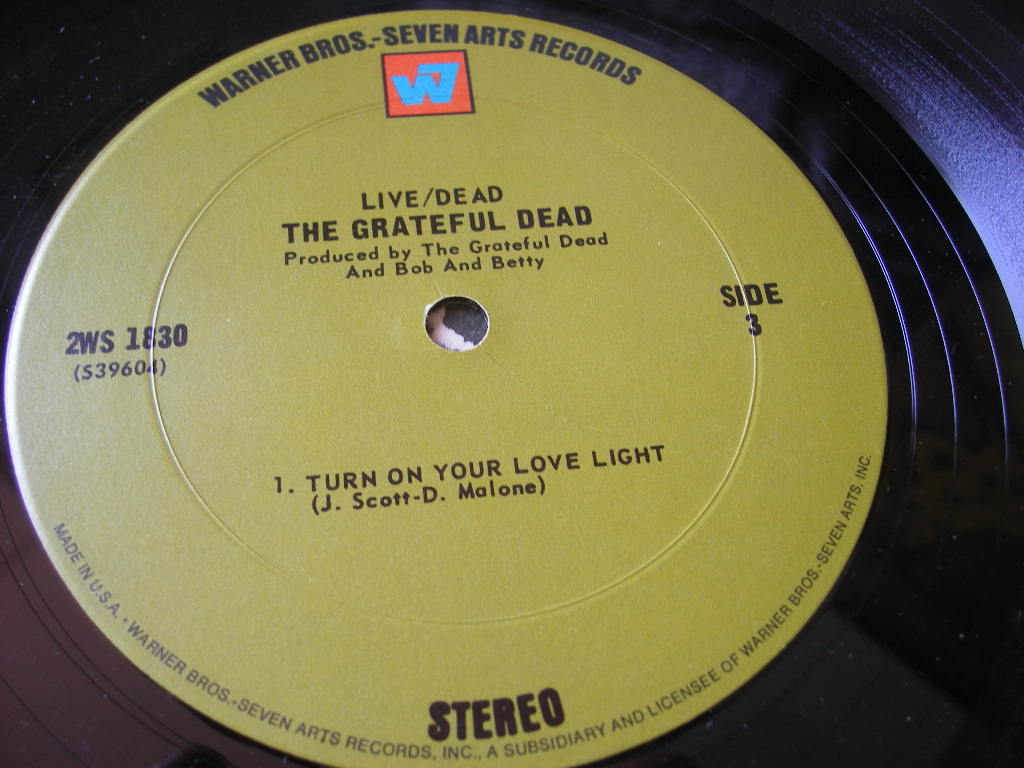 WARNER BROS.-SEVEN ARTS RECORDS
W7
LIVE/DEAD
THE GRATEFUL DEAD
Produced by The Grateful Dead
And Bob And Betty
SIDE
3
2WS 1830
(S39604)
1. TURN ON YOUR LOVE LIGHT
(J. Scott-D. Malone)
STEREO
MADE IN U.S.A. • WARNER BROS.-SEVEN ARTS RECORDS, INC., A SUBSIDIARY AND LICENSEE OF WARNER BROS.-SEVEN ARTS, INC.